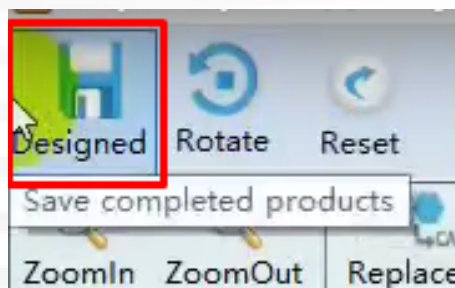 Designed Rotate Reset
Save completed products
ZoomIn ZoomOut Replace